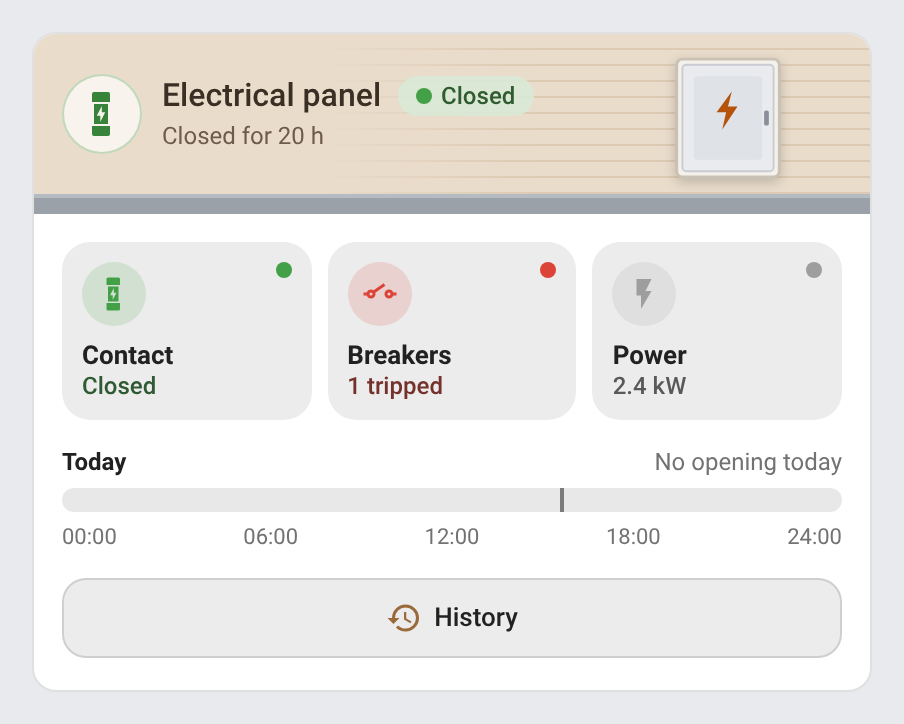 Electrical panel
Closed
Closed for 20 h
Contact
Closed
Breakers
1 tripped
Power
2.4 kW
Today
No opening today
00:00 06:00 12:00 18:00 24:00
History